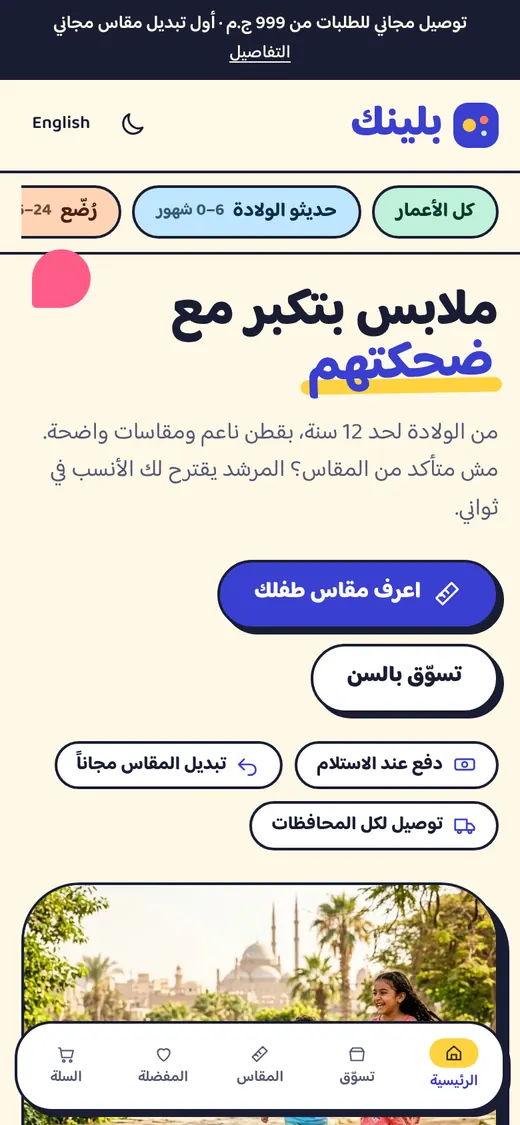 توصيل مجاني للطلبات من 999 ج.م · أول تبديل مقاس مجاني
التفاصيل
بلينك
English
كل الأعمار
حديثو الولادة 0–6 شهور
رُضّع 6–24
ملابس بتكبر مع
ضحكتهم
من الولادة لحد 12 سنة، بقطن ناعم ومقاسات واضحة.
مش متأكد من المقاس؟ المرشد يقترح لك الأنسب في
ثواني.
اعرف مقاس طفلك
تسوّق بالسن
دفع عند الاستلام
تبديل المقاس مجاناً
توصيل لكل المحافظات
الرئيسية
تسوّق
المقاس
المفضلة
السلة